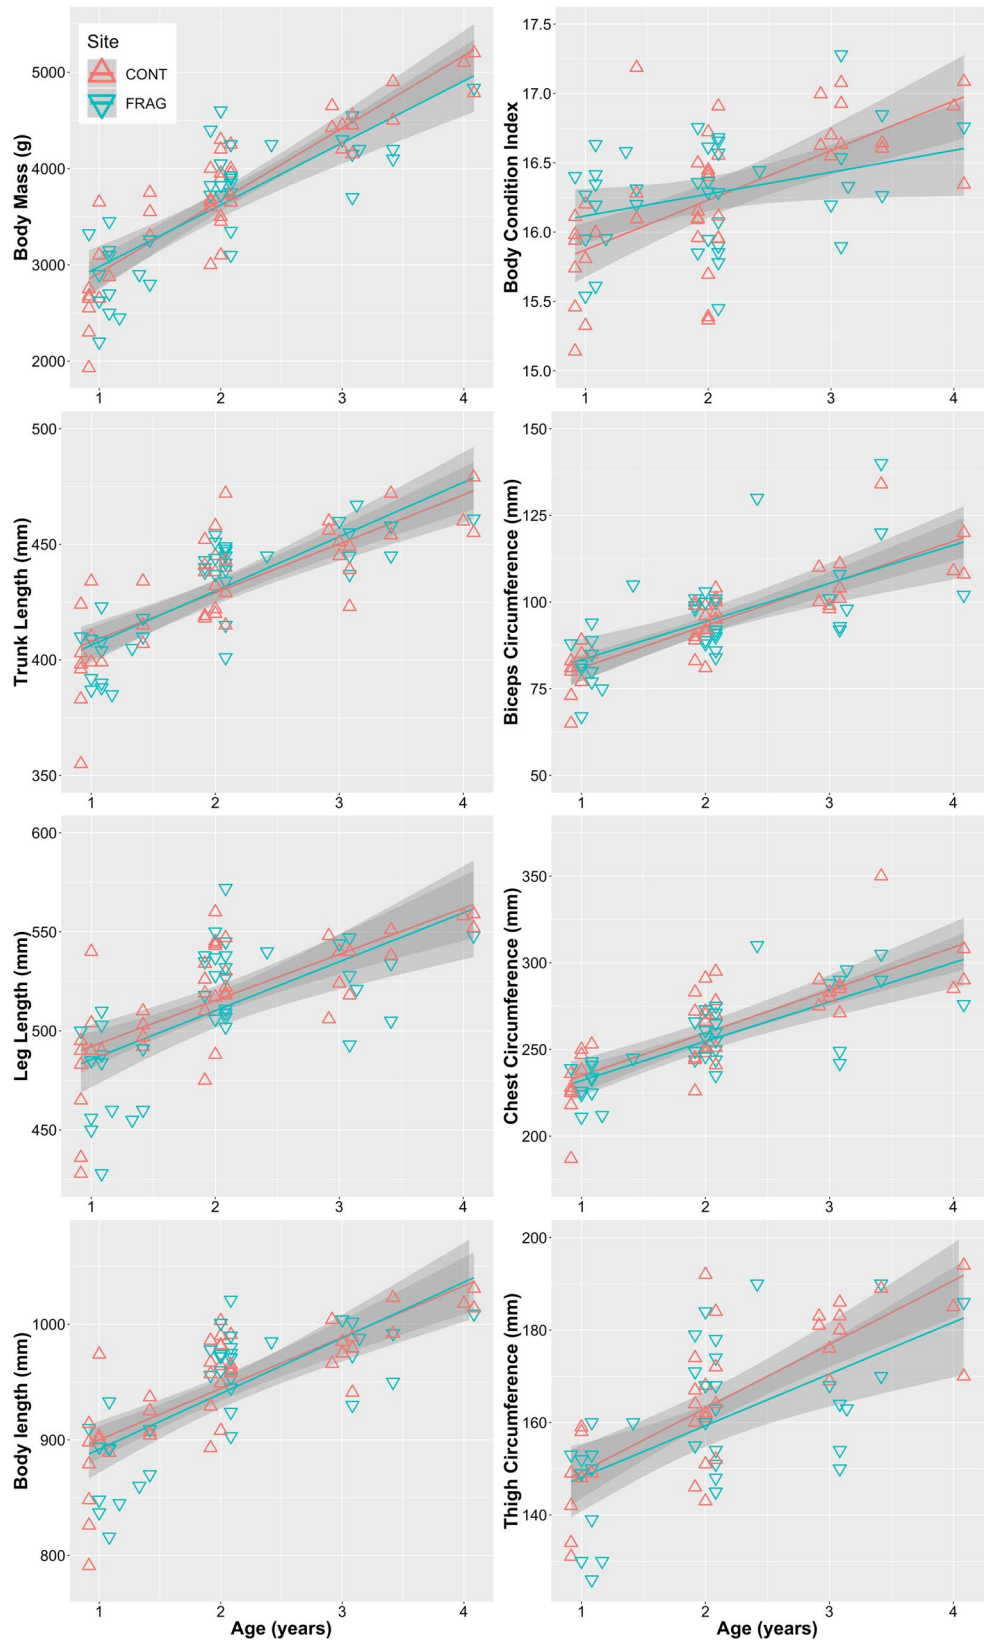 Site
CONT
FRAG
Body Mass (g)
5000
4000
3000
2000
1 2 3 4
Body Condition Index
17.5
17.0
16.5
16.0
15.5
15.0
1 2 3 4
Trunk Length (mm)
500
450
400
350
1 2 3 4
Biceps Circumference (mm)
150
125
100
75
50
1 2 3 4
Leg Length (mm)
600
550
500
450
1 2 3 4
Chest Circumference (mm)
350
300
250
200
1 2 3 4
Body length (mm)
1000
900
800
1 2 3 4
Age (years)
Thigh Circumference (mm)
200
180
160
140
1 2 3 4
Age (years)